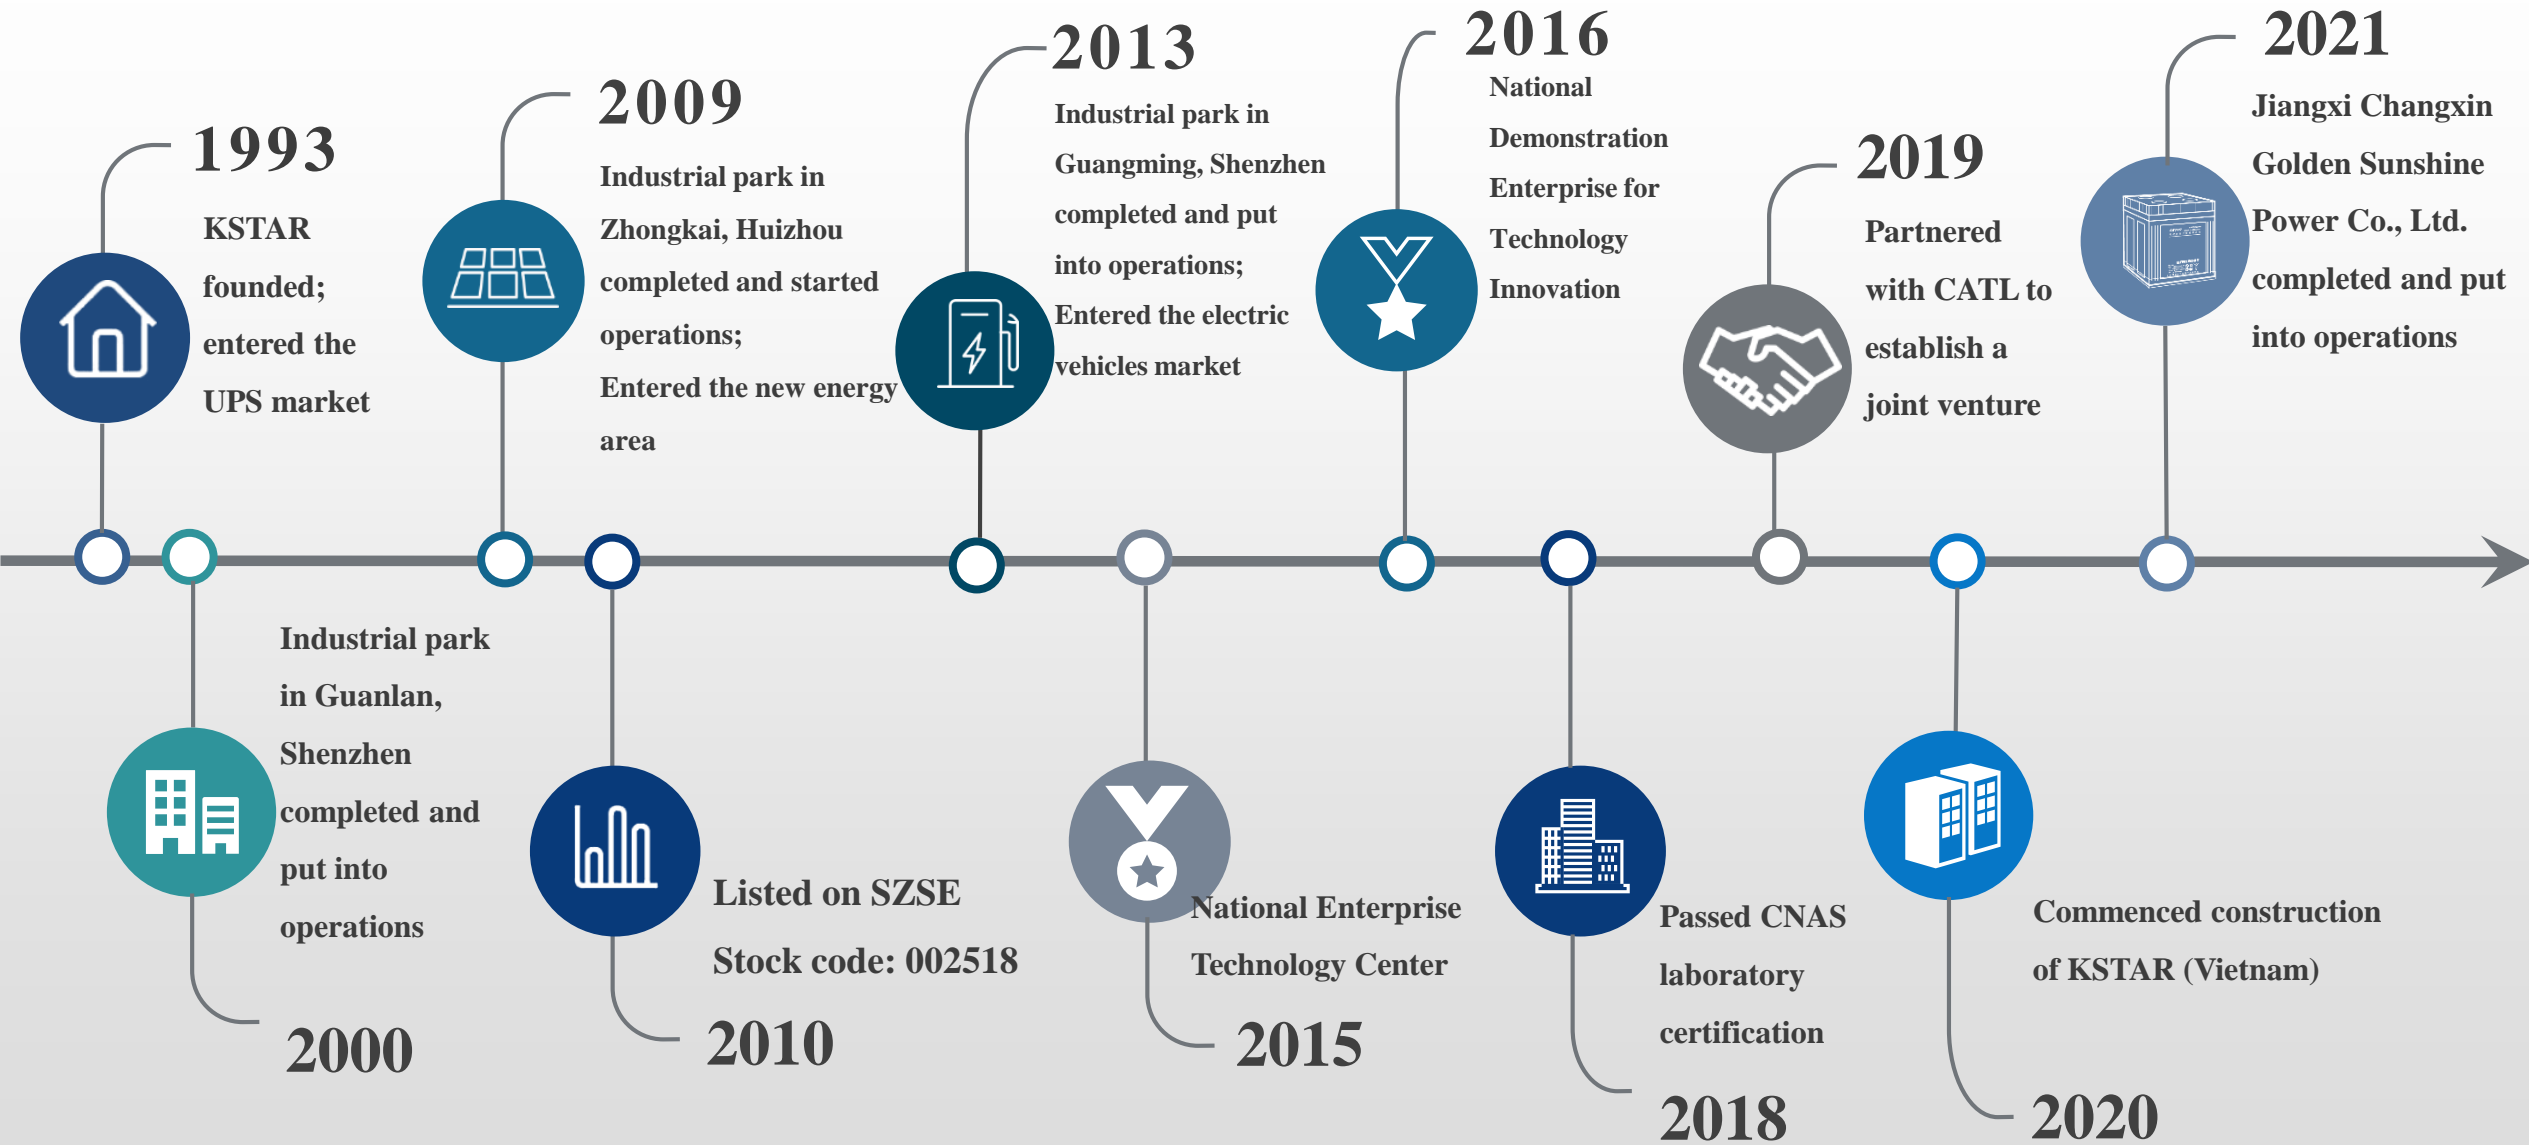 1993
KSTAR
founded;
entered the
UPS market
2000
Industrial park
in Guanlan,
Shenzhen
completed and
put into
operations
2009
Industrial park in
Zhongkai, Huizhou
completed and started
operations;
Entered the new energy
area
2010
Listed on SZSE
Stock code: 002518
2013
Industrial park in
Guangming, Shenzhen
completed and put
into operations;
Entered the electric
vehicles market
2015
National Enterprise
Technology Center
2016
National
Demonstration
Enterprise for
Technology
Innovation
2018
Passed CNAS
laboratory
certification
2019
Partnered
with CATL to
establish a
joint venture
2020
Commenced construction
of KSTAR (Vietnam)
2021
Jiangxi Changxin
Golden Sunshine
Power Co., Ltd.
completed and put
into operations